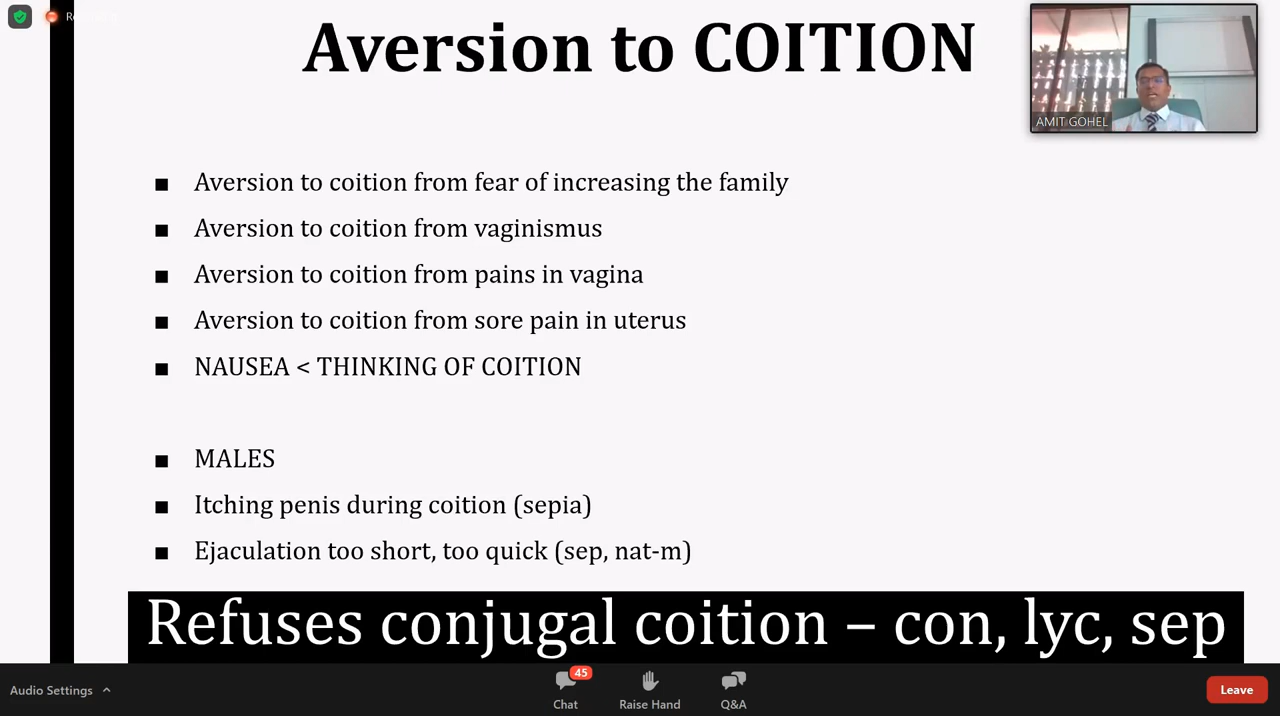 Aversion to COITION
AMIT GOHEL
■ Aversion to coition from fear of increasing the family
■ Aversion to coition from vaginismus
■ Aversion to coition from pains in vagina
■ Aversion to coition from sore pain in uterus
■ NAUSEA < THINKING OF COITION
■ MALES
■ Itching penis during coition (sepia)
■ Ejaculation too short, too quick (sep, nat-m)
Refuses conjugal coition – con, lyc, sep
Audio Settings
45
Chat
Raise Hand
Q&A
Leave